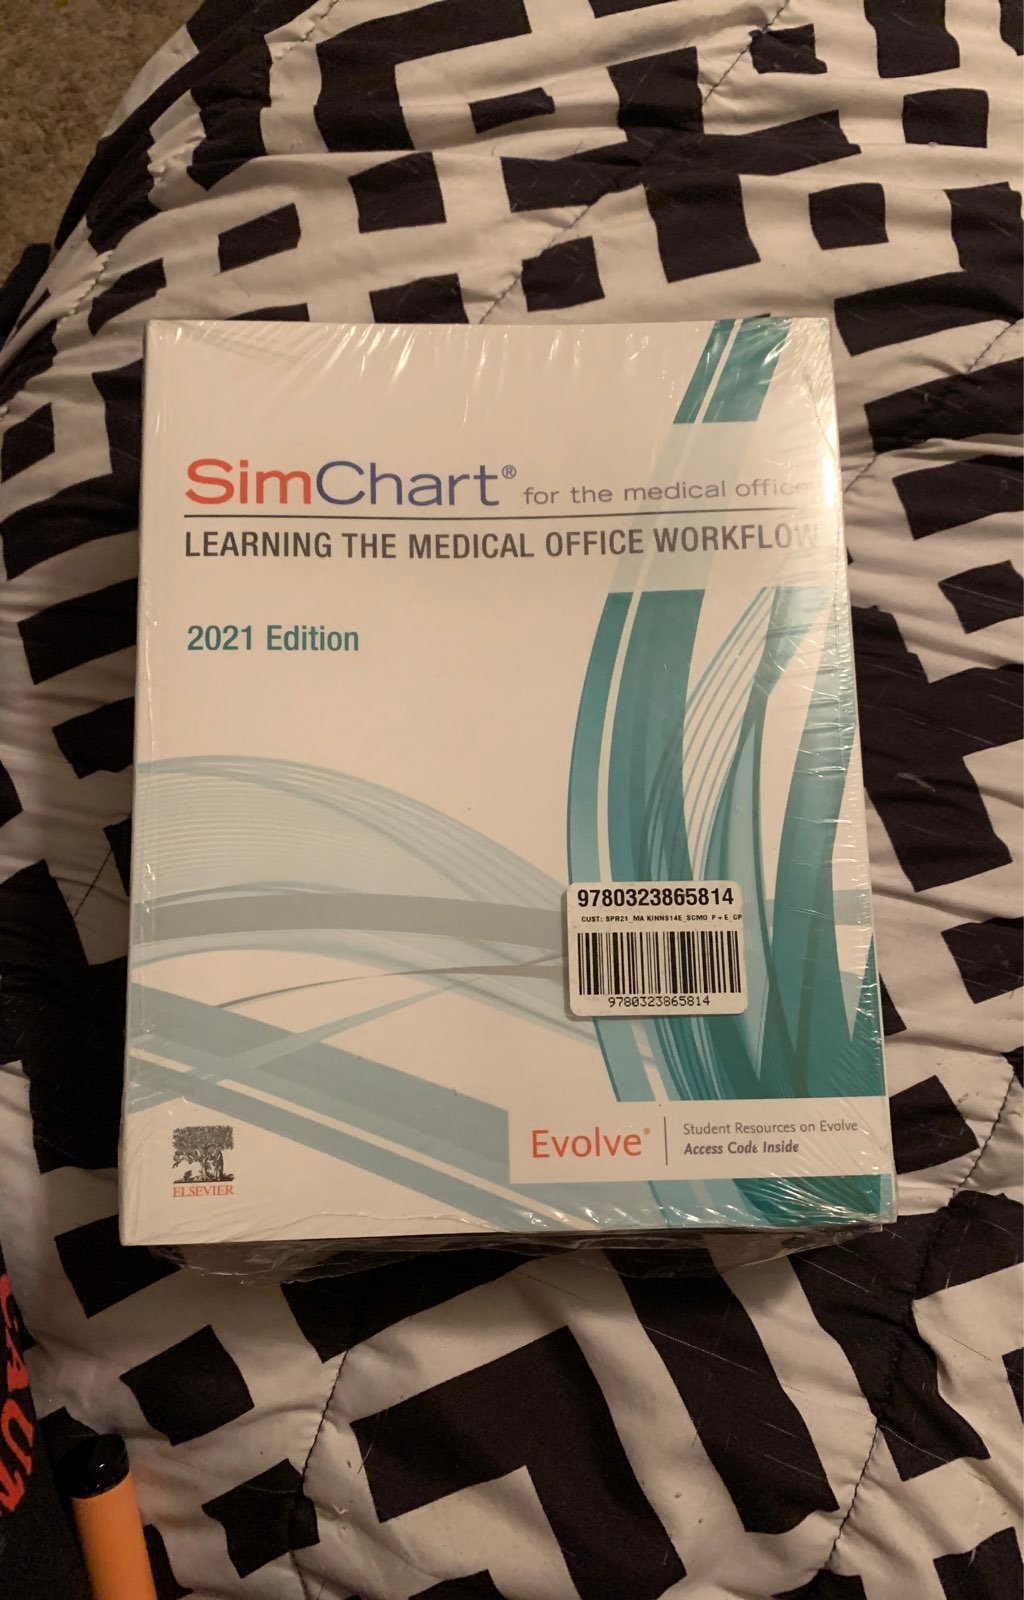 SimChart® for the medical office
LEARNING THE MEDICAL OFFICE WORKFLOW
2021 Edition
9780323865814
CUST: SPR21_MA KINNS14E_SCMO P+E_CP
9780323865814
Evolve®
Student Resources on Evolve
Access Code Inside
ELSEVIER